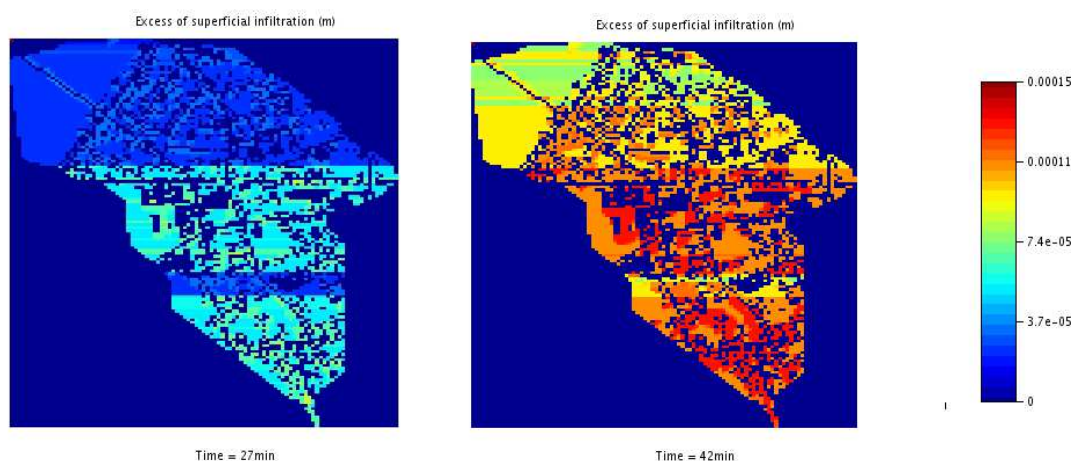 Excess of superficial infiltration (m)
Excess of superficial infiltration (m)
0.00015
0.00011
7.4e-05
3.7e-05
0
Time = 27min
Time = 42min